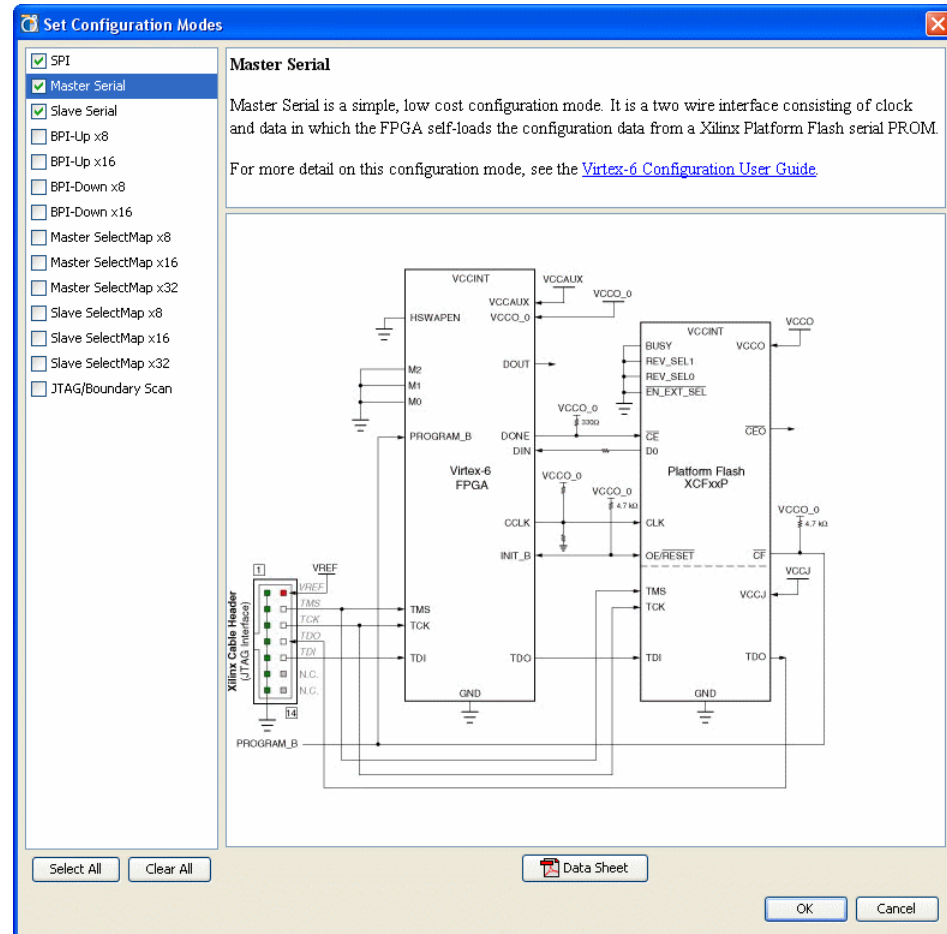 Set Configuration Modes
SPI
Master Serial
Slave Serial
BPI-Up x8
BPI-Up x16
BPI-Down x8
BPI-Down x16
Master SelectMap x8
Master SelectMap x16
Master SelectMap x32
Slave SelectMap x8
Slave SelectMap x16
Slave SelectMap x32
JTAG/Boundary Scan
Select All
Clear All
Master Serial
Master Serial is a simple, low cost configuration mode. It is a two wire interface consisting of clock
and data in which the FPGA self-loads the configuration data from a Xilinx Platform Flash serial PROM.
For more detail on this configuration mode, see the Virtex-6 Configuration User Guide.
VCCINT
VCCAUX
VCCAUX
VCCO_0
VCCO_0
HSWAPEN
DOUT
M2
M1
M0
PROGRAM_B
DONE
DIN
Virtex-6
FPGA
CCLK
INIT_B
TMS
TCK
TDI
TDO
GND
VCCO_0
330Ω
VCCO_0
VCCO_0
4.7 kΩ
VCCINT
VCCO
VCCO
BUSY
REV_SEL1
REV_SEL0
EN_EXT_SEL
CE
CEO
D0
Platform Flash
XCFxxP
CLK
OE/RESET
CF
VCCO_0
4.7 kΩ
VCCJ
VCCJ
TMS
TCK
TDI
TDO
GND
Xilinx Cable Header
(JTAG Interface)
1
VREF
VREF
TMS
TCK
TDO
TDI
N.C.
N.C.
14
PROGRAM_B
Data Sheet
OK
Cancel